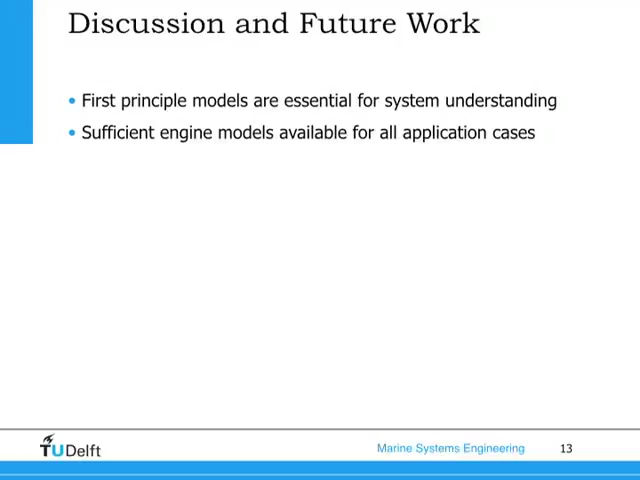 Discussion and Future Work
• First principle models are essential for system understanding
• Sufficient engine models available for all application cases
TUDelft
Marine Systems Engineering
13